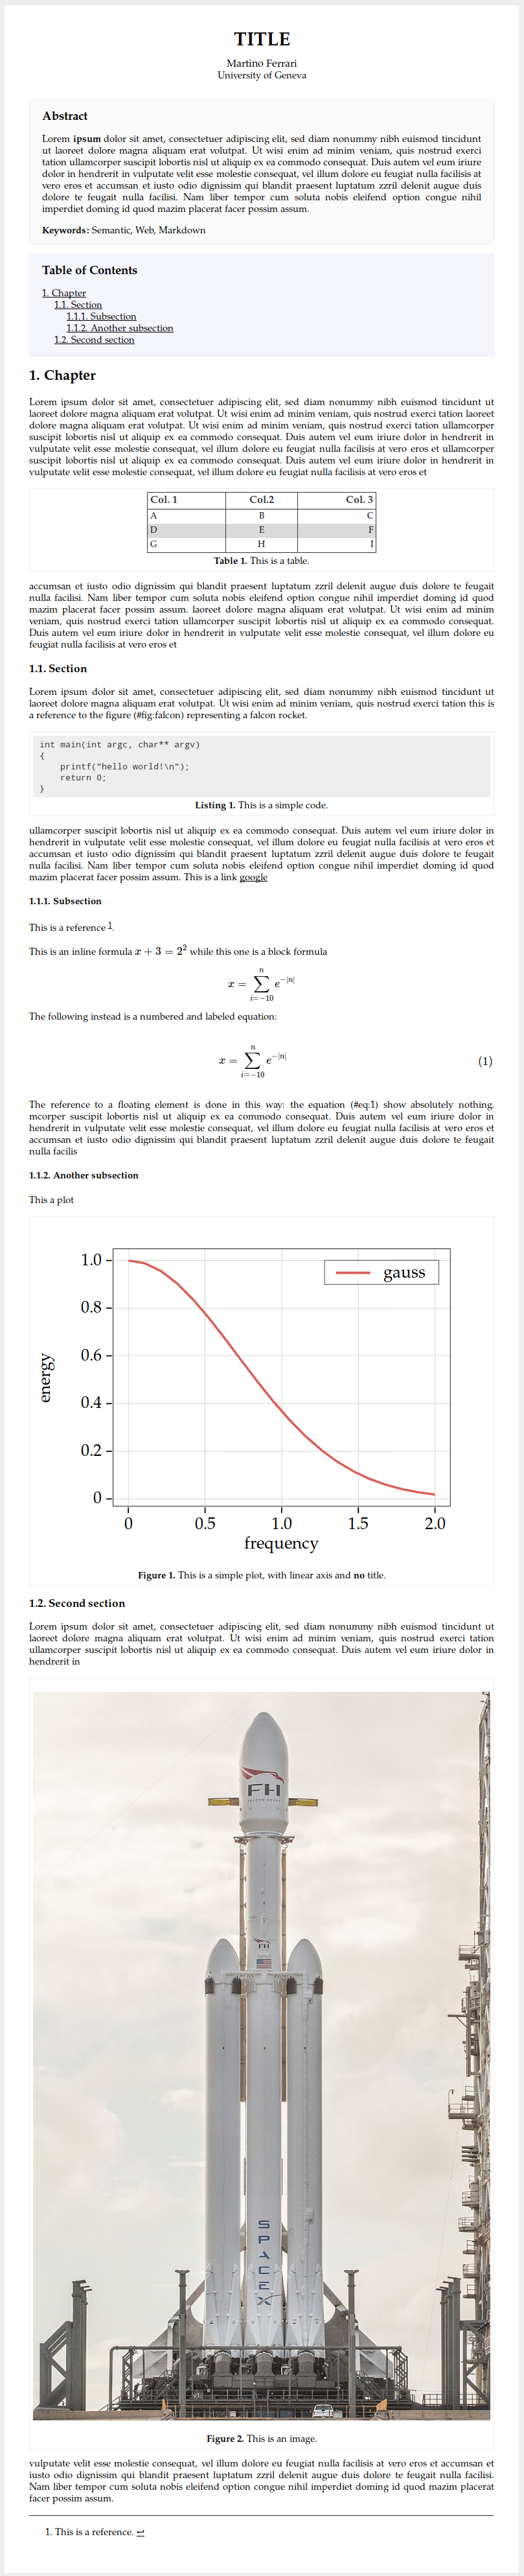 TITLE
Martino Ferrari
University of Geneva
Abstract
Lorem ipsum dolor sit amet, consectetuer adipiscing elit, sed diam nonummy nibh euismod tincidunt
ut laoreet dolore magna aliquam erat volutpat. Ut wisi enim ad minim veniam, quis nostrud exerci
tation ullamcorper suscipit lobortis nisl ut aliquip ex ea commodo consequat. Duis autem vel eum iriure
dolor in hendrerit in vulputate velit esse molestie consequat, vel illum dolore eu feugiat nulla facilisis at
vero eros et accumsan et iusto odio dignissim qui blandit praesent luptatum zzril delenit augue duis
dolore te feugait nulla facilisi. Nam liber tempor cum soluta nobis eleifend option congue nihil
imperdiet doming id quod mazim placerat facer possim assum.
Keywords: Semantic, Web, Markdown
Table of Contents
1. Chapter
1.1. Section
1.1.1. Subsection
1.1.2. Another subsection
1.2. Second section
1. Chapter
Lorem ipsum dolor sit amet, consectetuer adipiscing elit, sed diam nonummy nibh euismod tincidunt ut
laoreet dolore magna aliquam erat volutpat. Ut wisi enim ad minim veniam, quis nostrud exerci tation laoreet
dolore magna aliquam erat volutpat. Ut wisi enim ad minim veniam, quis nostrud exerci tation ullamcorper
suscipit lobortis nisl ut aliquip ex ea commodo consequat. Duis autem vel eum iriure dolor in hendrerit in
vulputate velit esse molestie consequat, vel illum dolore eu feugiat nulla facilisis at vero eros et ullamcorper
suscipit lobortis nisl ut aliquip ex ea commodo consequat. Duis autem vel eum iriure dolor in hendrerit in
vulputate velit esse molestie consequat, vel illum dolore eu feugiat nulla facilisis at vero eros et
Col. 1 Col.2 Col. 3
A B C
D E F
G H I
Table 1. This is a table.
accumsan et iusto odio dignissim qui blandit praesent luptatum zzril delenit augue duis dolore te feugait
nulla facilisi. Nam liber tempor cum soluta nobis eleifend option congue nihil imperdiet doming id quod
mazim placerat facer possim assum. laoreet dolore magna aliquam erat volutpat. Ut wisi enim ad minim
veniam, quis nostrud exerci tation ullamcorper suscipit lobortis nisl ut aliquip ex ea commodo consequat.
Duis autem vel eum iriure dolor in hendrerit in vulputate velit esse molestie consequat, vel illum dolore eu
feugiat nulla facilisis at vero eros et
1.1. Section
Lorem ipsum dolor sit amet, consectetuer adipiscing elit, sed diam nonummy nibh euismod tincidunt ut
laoreet dolore magna aliquam erat volutpat. Ut wisi enim ad minim veniam, quis nostrud exerci tation this is
a reference to the figure (#fig:falcon) representing a falcon rocket.
int main(int argc, char** argv)
{
    printf("hello world!\n");
    return 0;
}
Listing 1. This is a simple code.
ullamcorper suscipit lobortis nisl ut aliquip ex ea commodo consequat. Duis autem vel eum iriure dolor in
hendrerit in vulputate velit esse molestie consequat, vel illum dolore eu feugiat nulla facilisis at vero eros et
accumsan et iusto odio dignissim qui blandit praesent luptatum zzril delenit augue duis dolore te feugait
nulla facilisi. Nam liber tempor cum soluta nobis eleifend option congue nihil imperdiet doming id quod
mazim placerat facer possim assum. This is a link google
1.1.1. Subsection
This is a reference 1.
This is an inline formula x + 3 = 2² while this one is a block formula
x = ∑_{i=−10}^{n} e^{−|n|}
The following instead is a numbered and labeled equation:
x = ∑_{i=−10}^{n} e^{−|n|} (1)
The reference to a floating element is done in this way: the equation (#eq:1) show absolutely nothing.
mcorper suscipit lobortis nisl ut aliquip ex ea commodo consequat. Duis autem vel eum iriure dolor in
hendrerit in vulputate velit esse molestie consequat, vel illum dolore eu feugiat nulla facilisis at vero eros et
accumsan et iusto odio dignissim qui blandit praesent luptatum zzril delenit augue duis dolore te feugait
nulla facilis
1.1.2. Another subsection
This a plot
gauss
1.0
0.8
0.6
0.4
0.2
0
energy
0 0.5 1.0 1.5 2.0
frequency
Figure 1. This is a simple plot, with linear axis and no title.
1.2. Second section
Lorem ipsum dolor sit amet, consectetuer adipiscing elit, sed diam nonummy nibh euismod tincidunt ut
laoreet dolore magna aliquam erat volutpat. Ut wisi enim ad minim veniam, quis nostrud exerci tation
ullamcorper suscipit lobortis nisl ut aliquip ex ea commodo consequat. Duis autem vel eum iriure dolor in
hendrerit in
FH
FALCON HEAVY
FH
SPACEX
Figure 2. This is an image.
vulputate velit esse molestie consequat, vel illum dolore eu feugiat nulla facilisis at vero eros et accumsan et
iusto odio dignissim qui blandit praesent luptatum zzril delenit augue duis dolore te feugait nulla facilisi.
Nam liber tempor cum soluta nobis eleifend option congue nihil imperdiet doming id quod mazim placerat
facer possim assum.
1. This is a reference. ↩